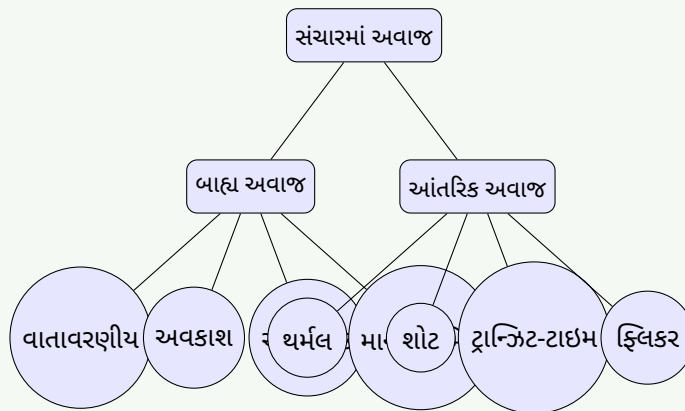 સંચારમાં અવાજ
બાહ્ય અવાજ
આંતરિક અવાજ
વાતાવરણીય
અવકાશ
થર્મલ
શોટ
ટ્રાન્ઝિટ-ટાઇમ
ફ્લિકર